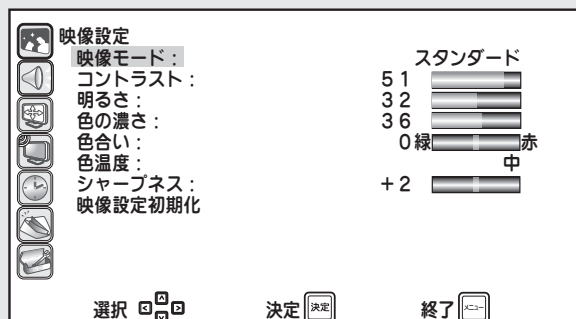 映像設定
映像モード： スタンダード
コントラスト： 51
明るさ： 32
色の濃さ： 36
色合い： 0 緑 赤
色温度： 中
シャープネス： +2
映像設定初期化
選択 決定 決定 終了 メニュー